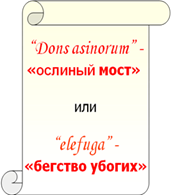 “Dons asinorum” -
«ослиный мост»
или
“elefuga” -
«бегство убогих»